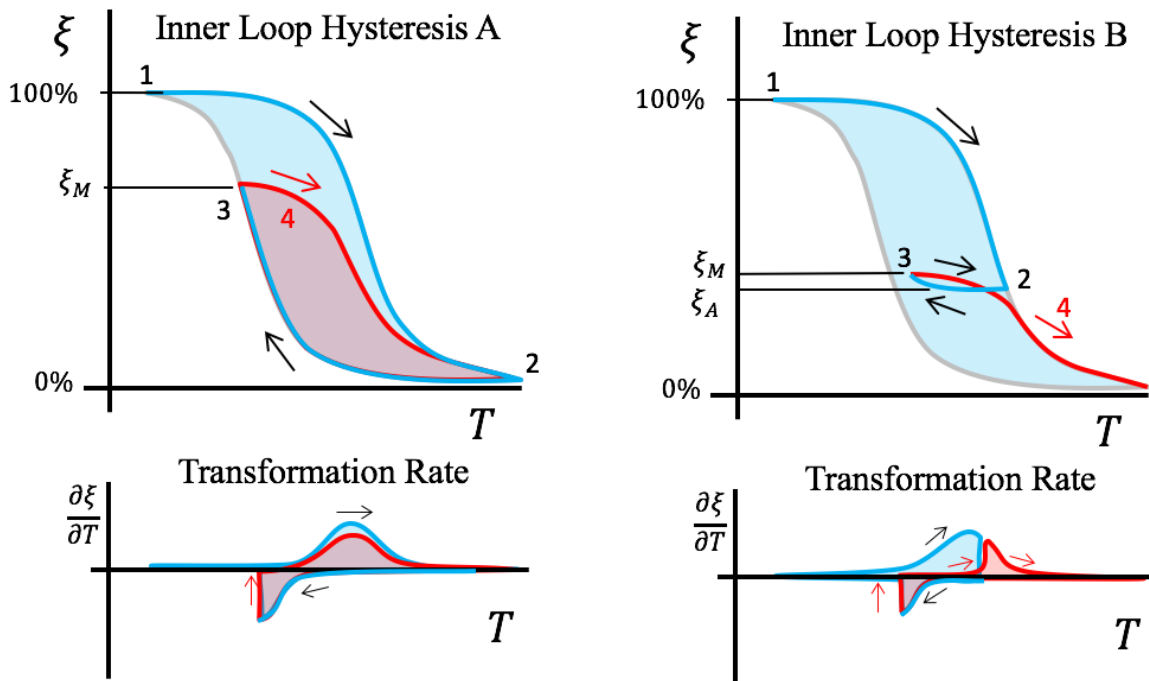 Inner Loop Hysteresis A
ξ
1
100%
ξM
3
4
2
0%
T
Transformation Rate
∂ξ
∂T
T
Inner Loop Hysteresis B
ξ
1
100%
3
ξM
2
ξA
4
0%
T
Transformation Rate
∂ξ
∂T
T